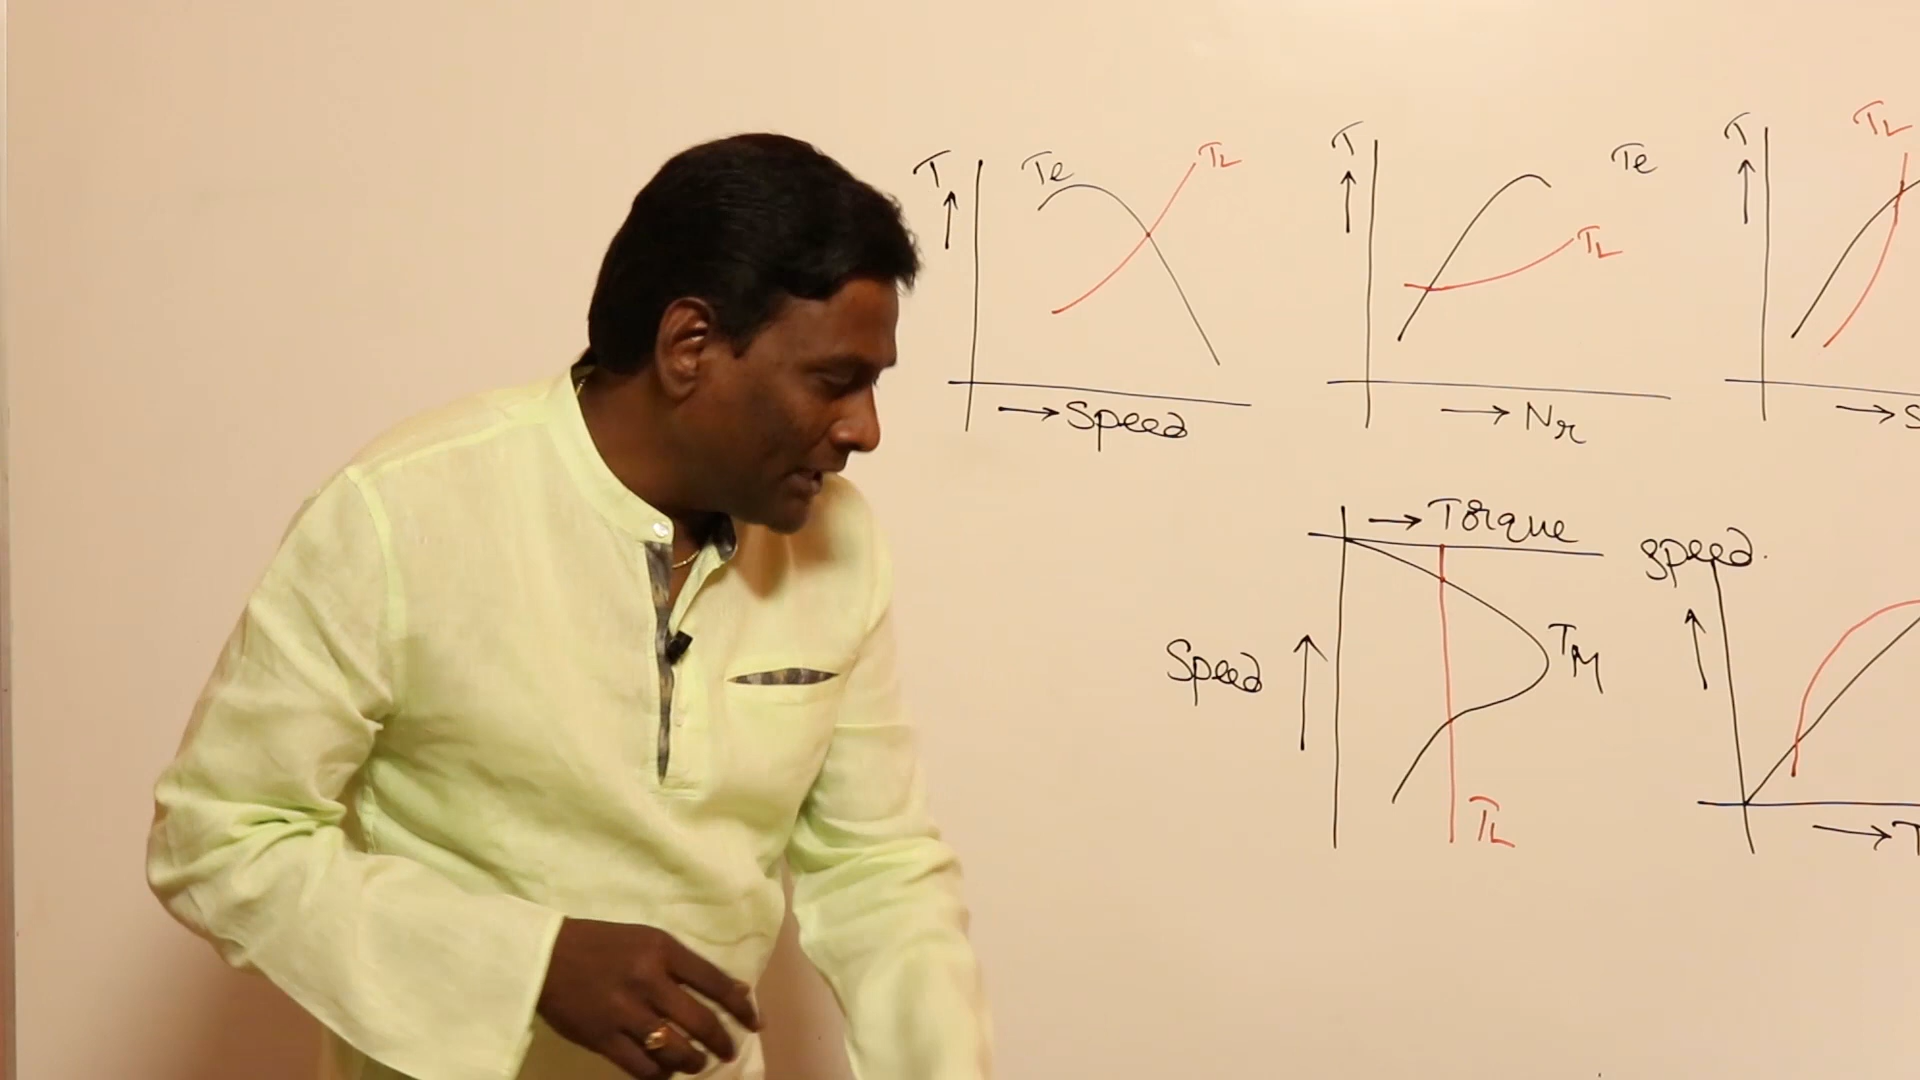 T Te TL
Speed
T Te
TL
Nr
T TL
S
Torque
Speed
TM
TL
speed.
T